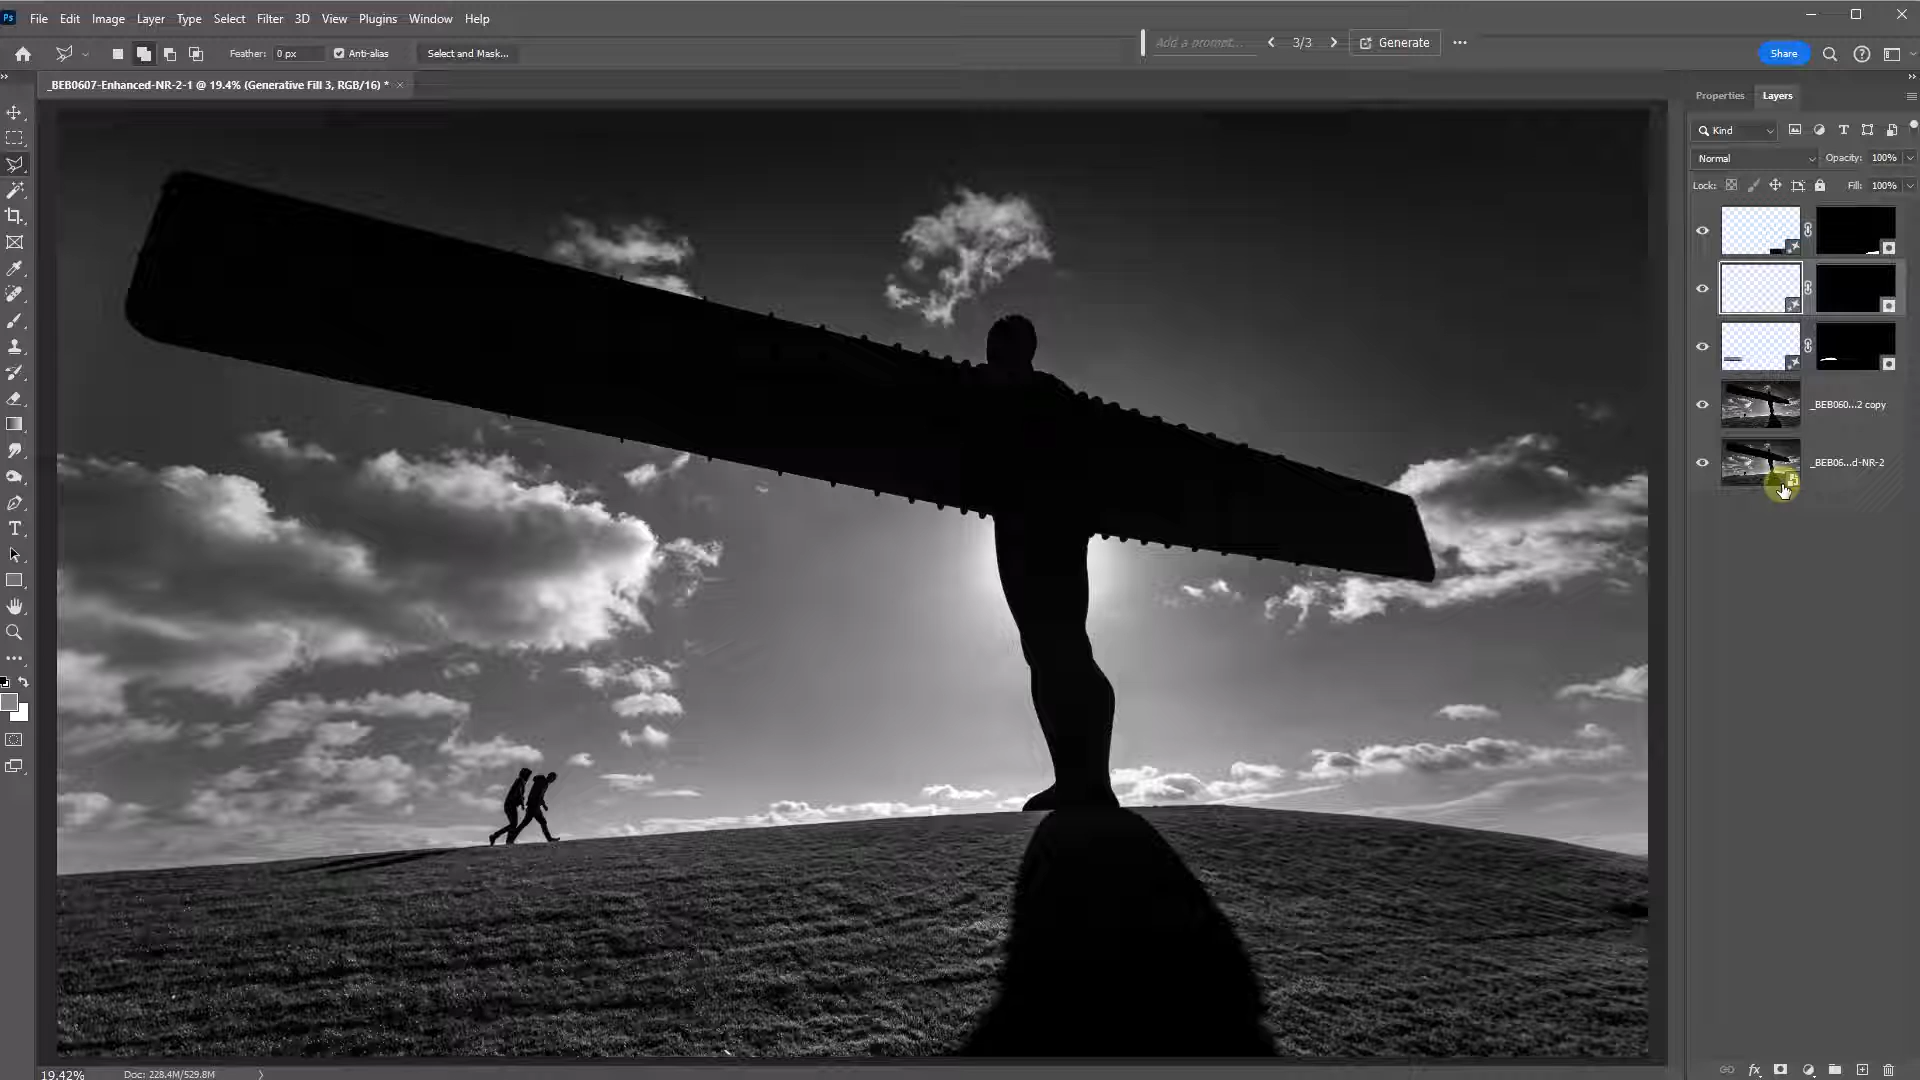 Ps File Edit Image Layer Type Select Filter 3D View Plugins Window Help
Feather: 0 px Anti-alias Select and Mask... Add a prompt... 3/3 Generate Share
_BEB0607-Enhanced-NR-2-1 @ 19.4% (Generative Fill 3, RGB/16) *
Properties Layers
Kind
Normal Opacity: 100%
Lock: Fill: 100%
_BEB060...2 copy
_BEB06...d-NR-2
19.42% Doc: 228.4M/529.8M
fx